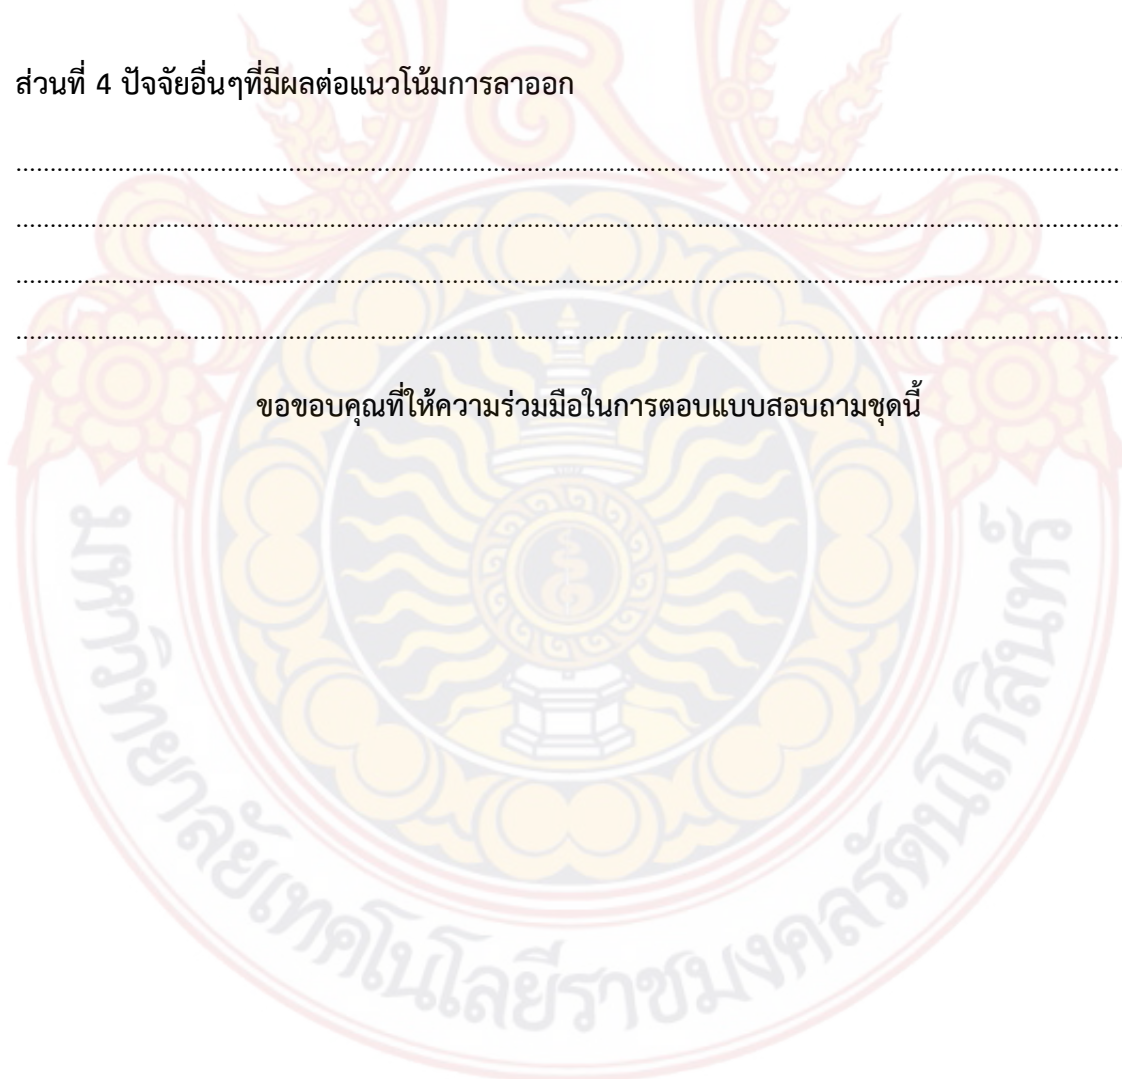 ส่วนที่ 4 ปัจจัยอื่นๆที่มีผลต่อแนวโน้มการลาออก
................................................................................................................................................................
................................................................................................................................................................
................................................................................................................................................................
................................................................................................................................................................
ขอขอบคุณที่ให้ความร่วมมือในการตอบแบบสอบถามชุดนี้
มหาวิทยาลัยเทคโนโลยีราชมงคลรัตนโกสินทร์